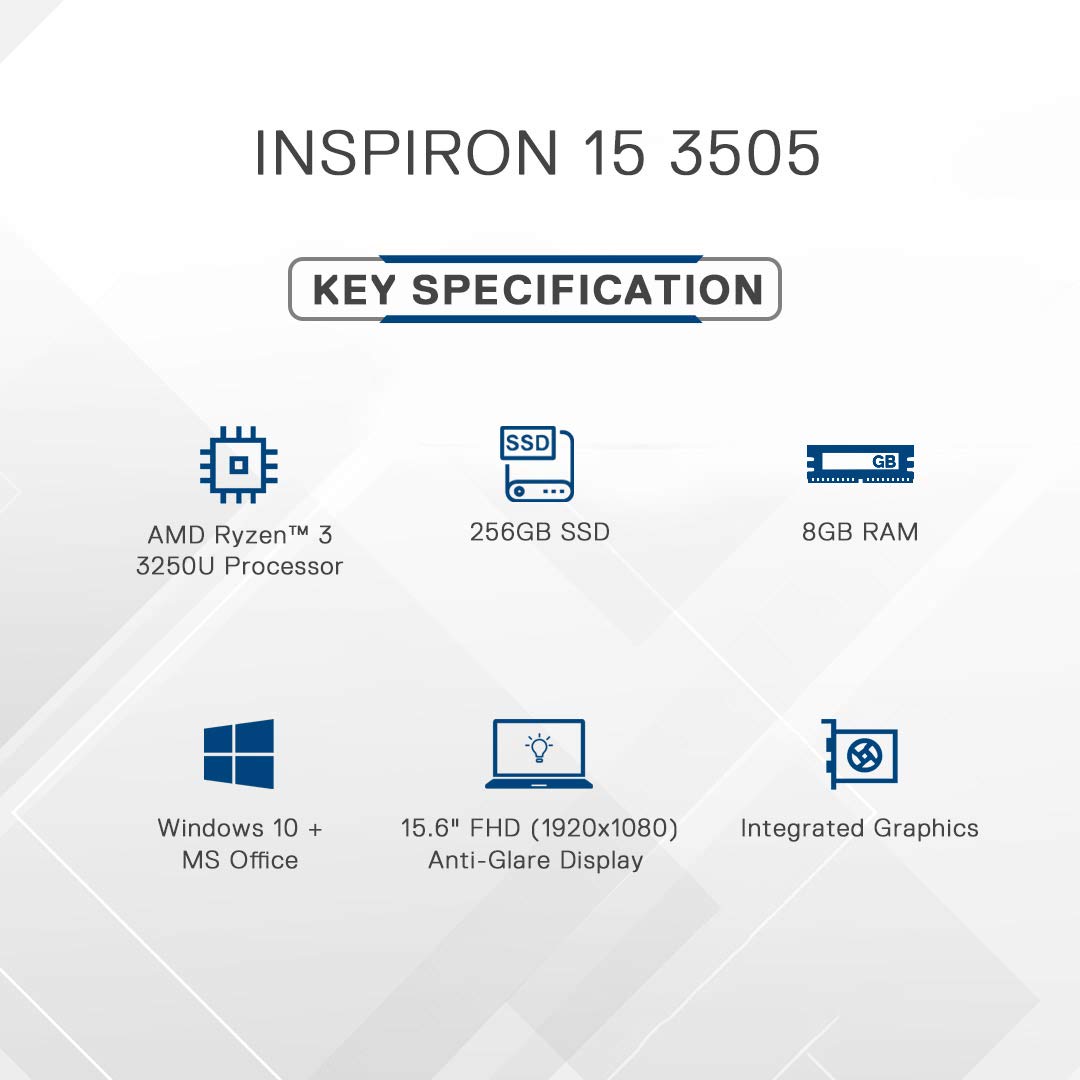 INSPIRON 15 3505
KEY SPECIFICATION
SSD
GB
AMD Ryzen™ 3
3250U Processor
256GB SSD
8GB RAM
Windows 10 +
MS Office
15.6" FHD (1920x1080)
Anti-Glare Display
Integrated Graphics